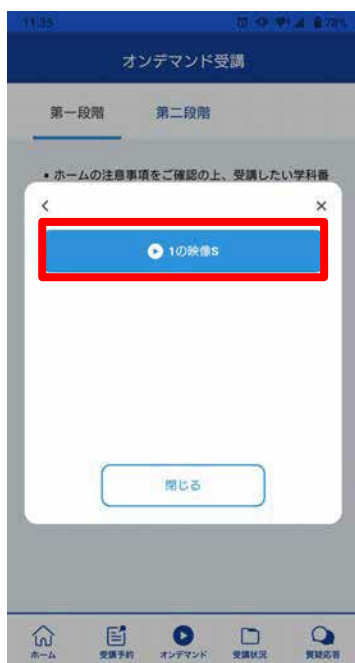 11:35
78%
オンデマンド受講
第一段階 第二段階
• ホームの注意事項をご確認の上、受講したい学科番
1の映像S
閉じる
ホーム 受講予約 オンデマンド 受講状況 質疑応答